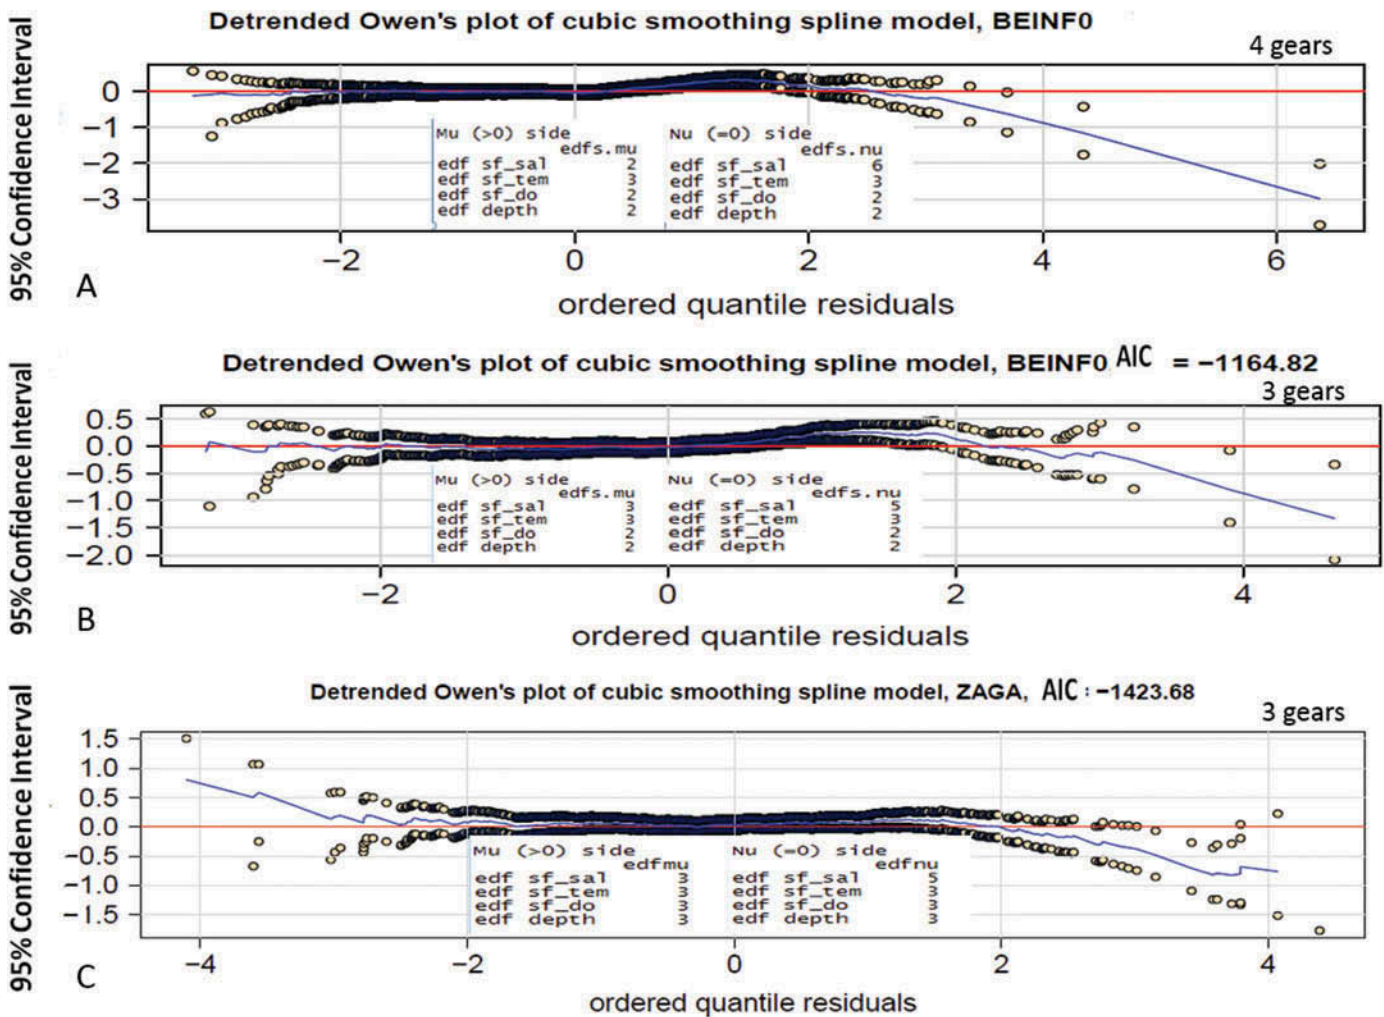 Detrended Owen's plot of cubic smoothing spline model, BEINF0
4 gears
95% Confidence Interval
0
−1
−2
−3
Mu (>0) side
edfs.mu
edf sf_sal 2
edf sf_tem 3
edf sf_do 2
edf depth 2
Nu (=0) side
edfs.nu
edf sf_sal 6
edf sf_tem 3
edf sf_do 2
edf depth 2
−2 0 2 4 6
A
ordered quantile residuals
Detrended Owen's plot of cubic smoothing spline model, BEINF0 AIC = −1164.82
3 gears
95% Confidence Interval
0.5
0.0
−0.5
−1.0
−1.5
−2.0
Mu (>0) side
edfs.mu
edf sf_sal 3
edf sf_tem 3
edf sf_do 2
edf depth 2
Nu (=0) side
edfs.nu
edf sf_sal 5
edf sf_tem 3
edf sf_do 2
edf depth 2
−2 0 2 4
B
ordered quantile residuals
Detrended Owen's plot of cubic smoothing spline model, ZAGA, AIC : −1423.68
3 gears
95% Confidence Interval
1.5
1.0
0.5
0.0
−0.5
−1.0
−1.5
Mu (>0) side
edfmu
edf sf_sal 3
edf sf_tem 3
edf sf_do 3
edf depth 3
Nu (=0) side
edfnu
edf sf_sal 5
edf sf_tem 3
edf sf_do 3
edf depth 3
−4 −2 0 2 4
C
ordered quantile residuals